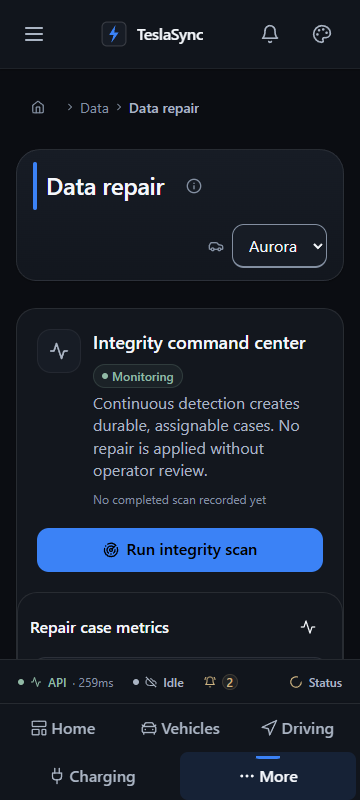 TeslaSync
Data
Data repair
Data repair
Aurora
Integrity command center
Monitoring
Continuous detection creates
durable, assignable cases. No
repair is applied without
operator review.
No completed scan recorded yet
Run integrity scan
Repair case metrics
API · 259ms
Idle
2
Status
Home
Vehicles
Driving
Charging
More